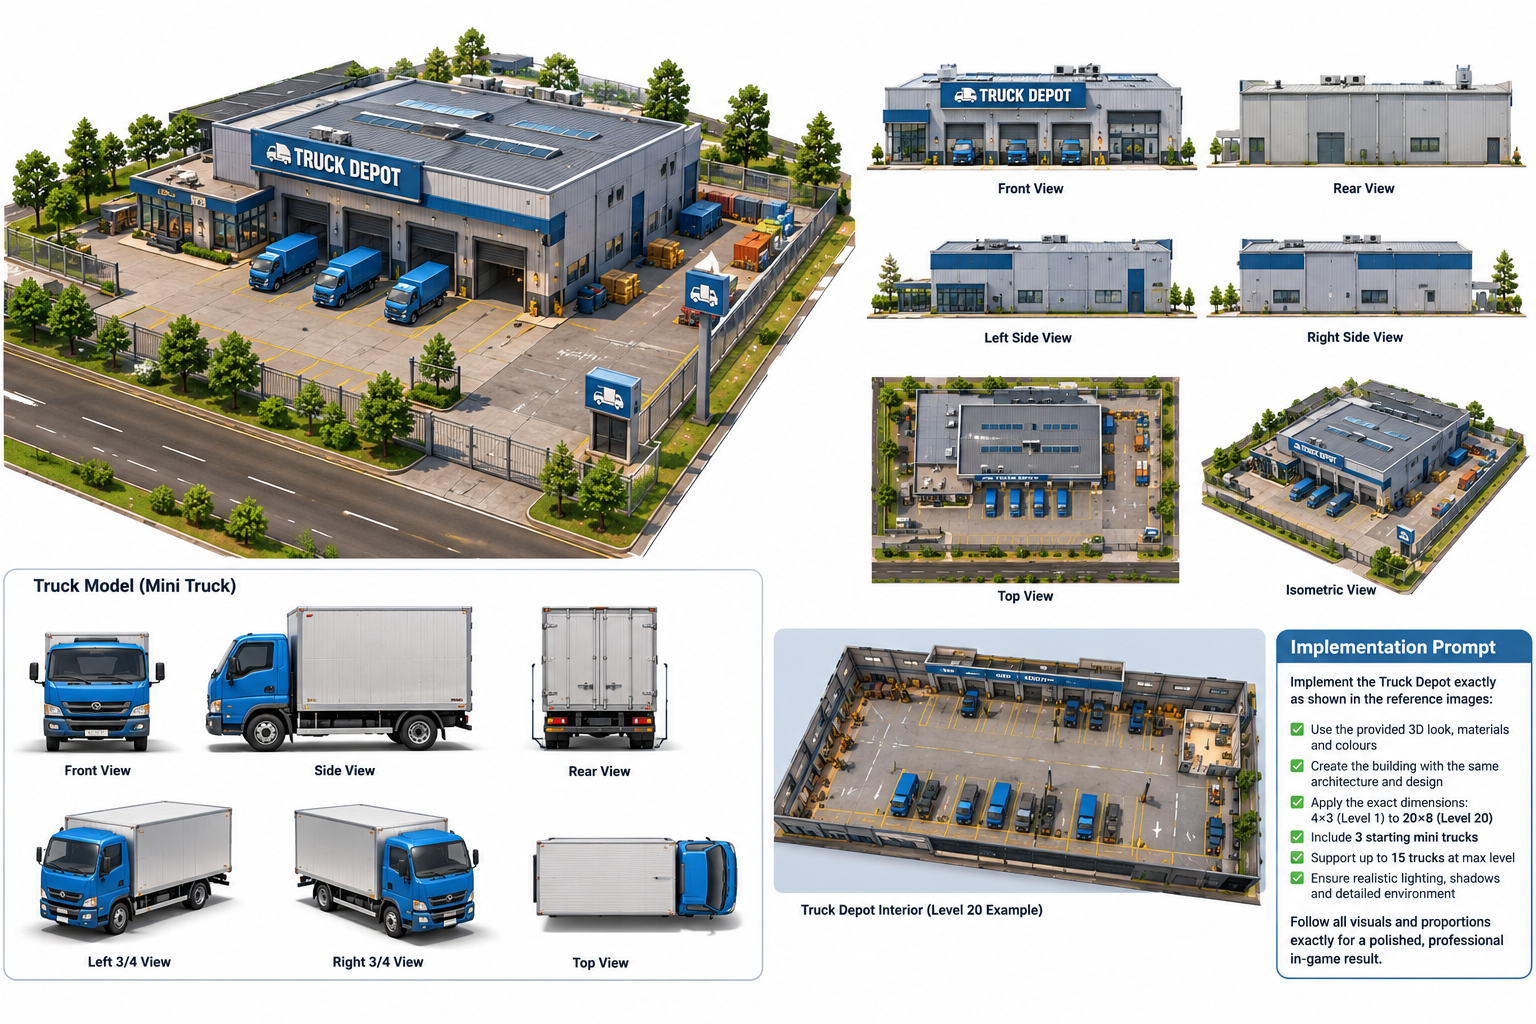 TRUCK DEPOT
TRUCK DEPOT
Front View
Rear View
Left Side View
Right Side View
Top View
TRUCK DEPOT
Isometric View
Truck Model (Mini Truck)
Front View
Side View
Rear View
Left 3/4 View
Right 3/4 View
Top View
Truck Depot Interior (Level 20 Example)
Implementation Prompt
Implement the Truck Depot exactly
as shown in the reference images:
Use the provided 3D look, materials
and colours
Create the building with the same
architecture and design
Apply the exact dimensions:
4×3 (Level 1) to 20×8 (Level 20)
Include 3 starting mini trucks
Support up to 15 trucks at max level
Ensure realistic lighting, shadows
and detailed environment
Follow all visuals and proportions
exactly for a polished, professional
in-game result.